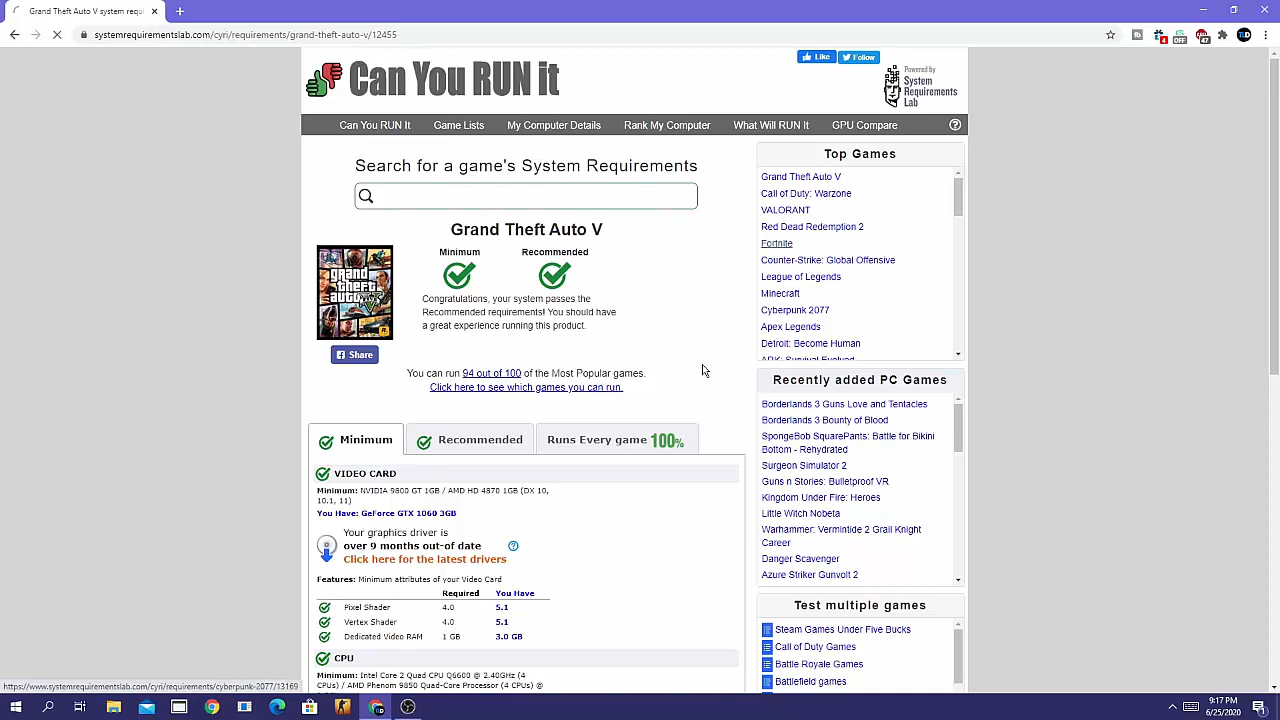 Grand Theft Auto V system requi
systemrequirementslab.com/cyri/requirements/grand-theft-auto-v/12455
4
OFF
47
TLD
Can You RUN it
Like
Follow
Powered by
System
Requirements
Lab
Can You RUN It
Game Lists
My Computer Details
Rank My Computer
What Will RUN It
GPU Compare
Search for a game's System Requirements
Grand Theft Auto V
Minimum
Recommended
Congratulations, your system passes the
Recommended requirements! You should have
a great experience running this product.
grand
theft
auto
Share
You can run 94 out of 100 of the Most Popular games.
Click here to see which games you can run.
Minimum
Recommended
Runs Every game 100%
VIDEO CARD
Minimum: NVIDIA 9800 GT 1GB / AMD HD 4870 1GB (DX 10,
10.1, 11)
You Have: GeForce GTX 1060 3GB
Your graphics driver is
over 9 months out-of date
Click here for the latest drivers
Features: Minimum attributes of your Video Card
Required You Have
Pixel Shader 4.0 5.1
Vertex Shader 4.0 5.1
Dedicated Video RAM 1 GB 3.0 GB
CPU
Minimum: Intel Core 2 Quad CPU Q6600 @ 2.40GHz (4
CPUs) / AMD Phenom 9850 Quad-Core Processor (4 CPUs) @
Top Games
Grand Theft Auto V
Call of Duty: Warzone
VALORANT
Red Dead Redemption 2
Fortnite
Counter-Strike: Global Offensive
League of Legends
Minecraft
Cyberpunk 2077
Apex Legends
Detroit: Become Human
ARK: Survival Evolved
Recently added PC Games
Borderlands 3 Guns Love and Tentacles
Borderlands 3 Bounty of Blood
SpongeBob SquarePants: Battle for Bikini
Bottom - Rehydrated
Surgeon Simulator 2
Guns n Stories: Bulletproof VR
Kingdom Under Fire: Heroes
Little Witch Nobeta
Warhammer: Vermintide 2 Grail Knight
Career
Danger Scavenger
Azure Striker Gunvolt 2
Test multiple games
Steam Games Under Five Bucks
Call of Duty Games
Battle Royale Games
Battlefield games
https://www.systemrequirementslab.com/cyri/requirements/cyberpunk-2077/13169
9:17 PM
6/25/2020